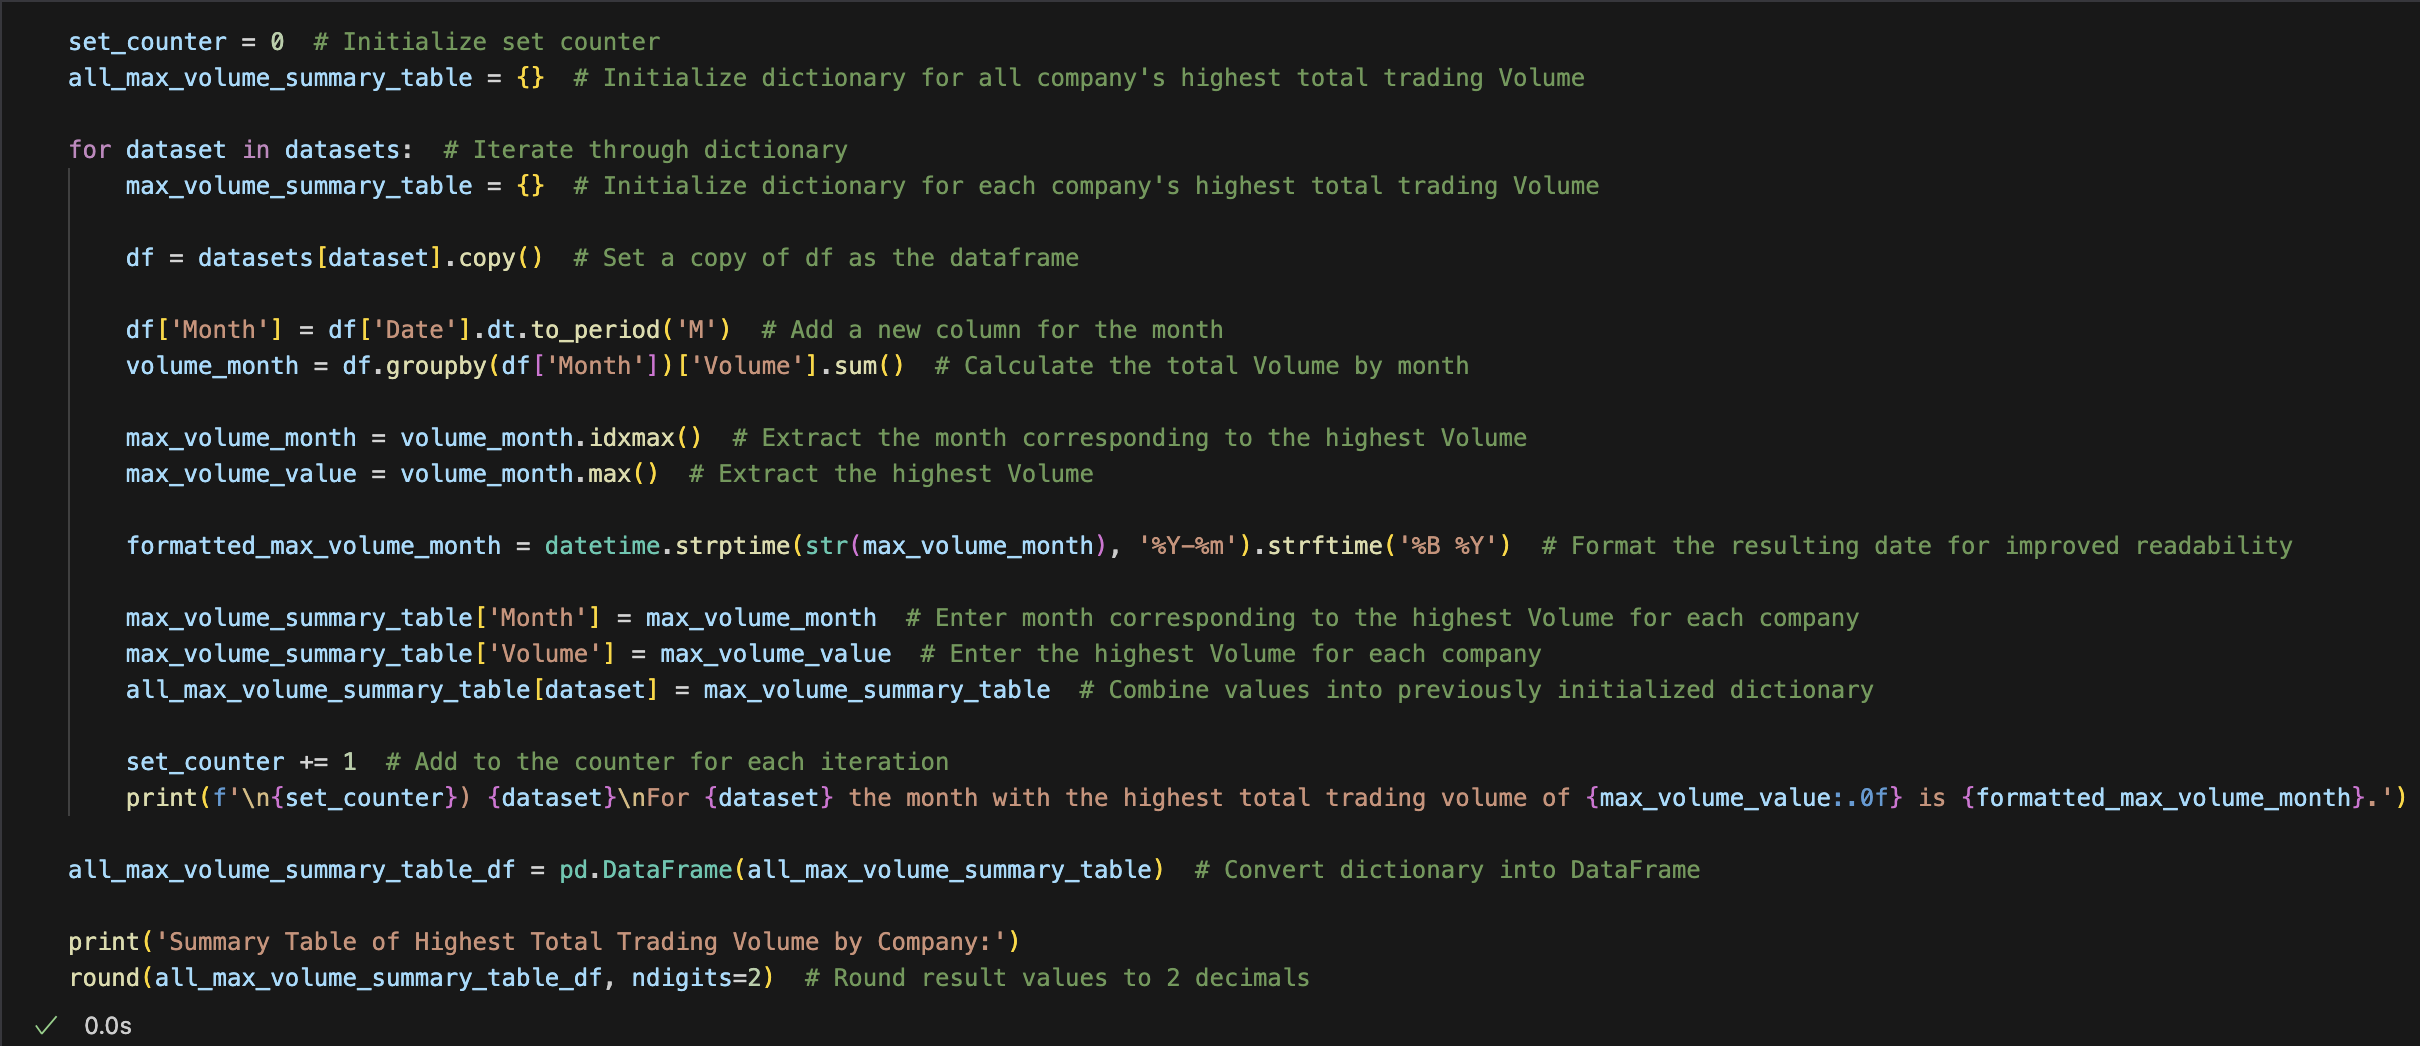 set_counter = 0  # Initialize set counter
all_max_volume_summary_table = {}  # Initialize dictionary for all company's highest total trading Volume

for dataset in datasets:  # Iterate through dictionary
    max_volume_summary_table = {}  # Initialize dictionary for each company's highest total trading Volume

    df = datasets[dataset].copy()  # Set a copy of df as the dataframe

    df['Month'] = df['Date'].dt.to_period('M')  # Add a new column for the month
    volume_month = df.groupby(df['Month'])['Volume'].sum()  # Calculate the total Volume by month

    max_volume_month = volume_month.idxmax()  # Extract the month corresponding to the highest Volume
    max_volume_value = volume_month.max()  # Extract the highest Volume

    formatted_max_volume_month = datetime.strptime(str(max_volume_month), '%Y-%m').strftime('%B %Y')  # Format the resulting date for improved readability

    max_volume_summary_table['Month'] = max_volume_month  # Enter month corresponding to the highest Volume for each company
    max_volume_summary_table['Volume'] = max_volume_value  # Enter the highest Volume for each company
    all_max_volume_summary_table[dataset] = max_volume_summary_table  # Combine values into previously initialized dictionary

    set_counter += 1  # Add to the counter for each iteration
    print(f'\n{set_counter}) {dataset}\nFor {dataset} the month with the highest total trading volume of {max_volume_value:.0f} is {formatted_max_volume_month}.')

all_max_volume_summary_table_df = pd.DataFrame(all_max_volume_summary_table)  # Convert dictionary into DataFrame

print('Summary Table of Highest Total Trading Volume by Company:')
round(all_max_volume_summary_table_df, ndigits=2)  # Round result values to 2 decimals
✓ 0.0s